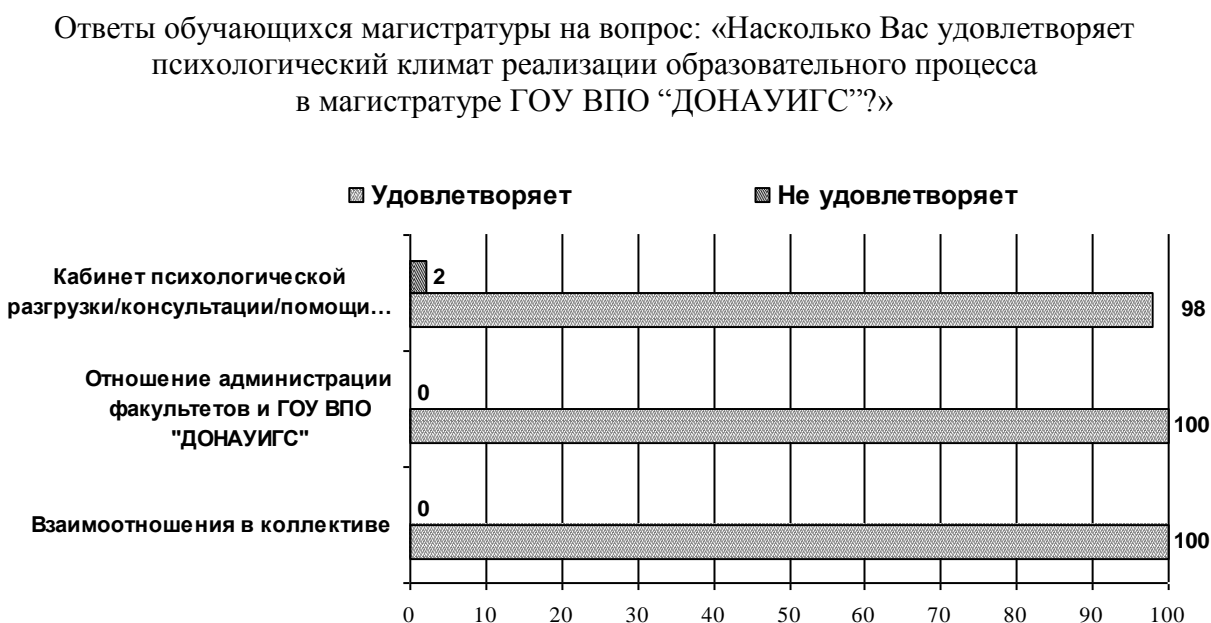 Ответы обучающихся магистратуры на вопрос: «Насколько Вас удовлетворяет
психологический климат реализации образовательного процесса
в магистратуре ГОУ ВПО “ДОНАУИГС”?»
Удовлетворяет
Не удовлетворяет
Кабинет психологической
разгрузки/консультации/помощи…
2
98
Отношение администрации
факультетов и ГОУ ВПО
"ДОНАУИГС"
0
100
Взаимоотношения в коллективе
0
100
0 10 20 30 40 50 60 70 80 90 100